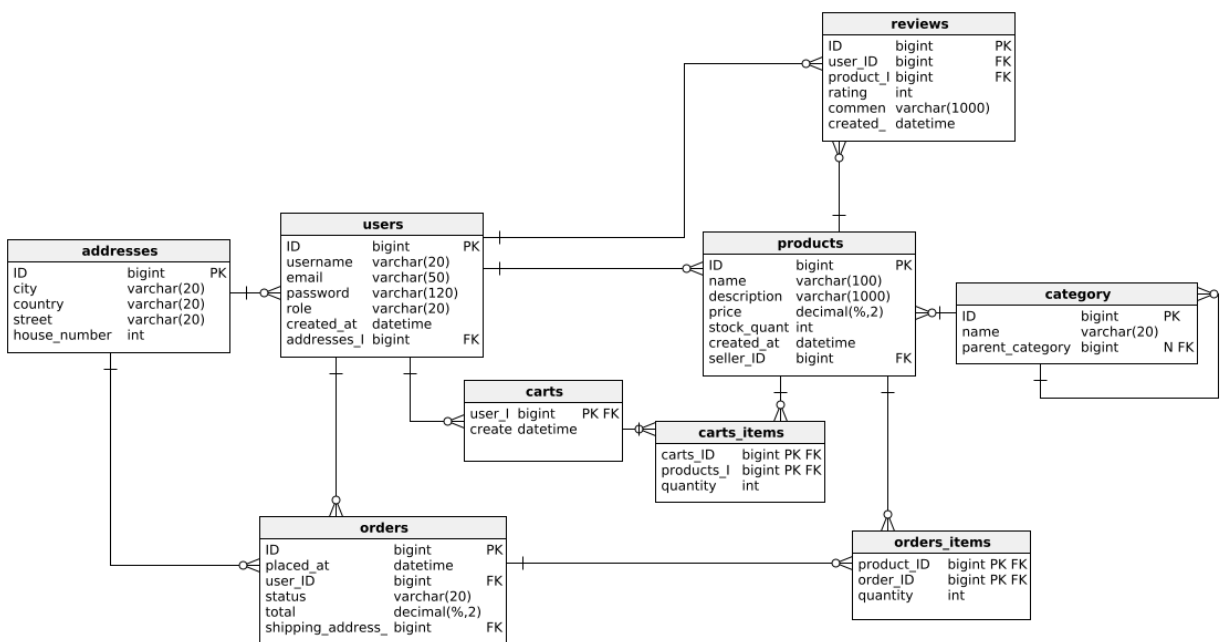 reviews
ID bigint PK
user_ID bigint FK
product_I bigint FK
rating int
commen varchar(1000)
created_ datetime
users
ID bigint PK
username varchar(20)
email varchar(50)
password varchar(120)
role varchar(20)
created_at datetime
addresses_I bigint FK
addresses
ID bigint PK
city varchar(20)
country varchar(20)
street varchar(20)
house_number int
products
ID bigint PK
name varchar(100)
description varchar(1000)
price decimal(%,2)
stock_quant int
created_at datetime
seller_ID bigint FK
category
ID bigint PK
name varchar(20)
parent_category bigint N FK
carts
user_I bigint PK FK
create datetime
carts_items
carts_ID bigint PK FK
products_I bigint PK FK
quantity int
orders
ID bigint PK
placed_at datetime
user_ID bigint FK
status varchar(20)
total decimal(%,2)
shipping_address_ bigint FK
orders_items
product_ID bigint PK FK
order_ID bigint PK FK
quantity int